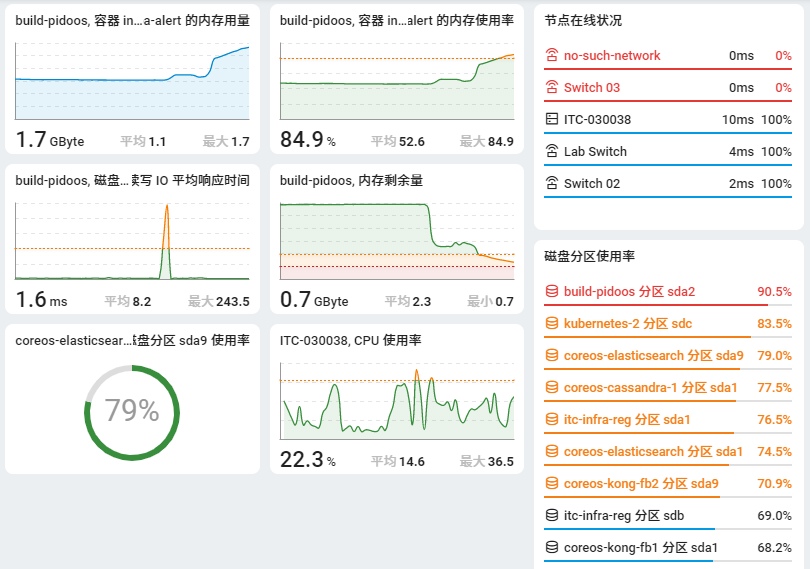 build-pidoos, 容器 in...a-alert 的内存用量
1.7 GByte 平均 1.1 最大 1.7
build-pidoos, 容器 in...alert 的内存使用率
84.9 % 平均 52.6 最大 84.9
build-pidoos, 磁盘... 读写 IO 平均响应时间
1.6 ms 平均 8.2 最大 243.5
build-pidoos, 内存剩余量
0.7 GByte 平均 2.3 最小 0.7
coreos-elasticsear...磁盘分区 sda9 使用率
79%
ITC-030038, CPU 使用率
22.3 % 平均 14.6 最大 36.5
节点在线状况
no-such-network 0ms 0%
Switch 03 0ms 0%
ITC-030038 10ms 100%
Lab Switch 4ms 100%
Switch 02 2ms 100%
磁盘分区使用率
build-pidoos 分区 sda2 90.5%
kubernetes-2 分区 sdc 83.5%
coreos-elasticsearch 分区 sda9 79.0%
coreos-cassandra-1 分区 sda1 77.5%
itc-infra-reg 分区 sda1 76.5%
coreos-elasticsearch 分区 sda1 74.5%
coreos-kong-fb2 分区 sda9 70.9%
itc-infra-reg 分区 sdb 69.0%
coreos-kong-fb1 分区 sda1 68.2%